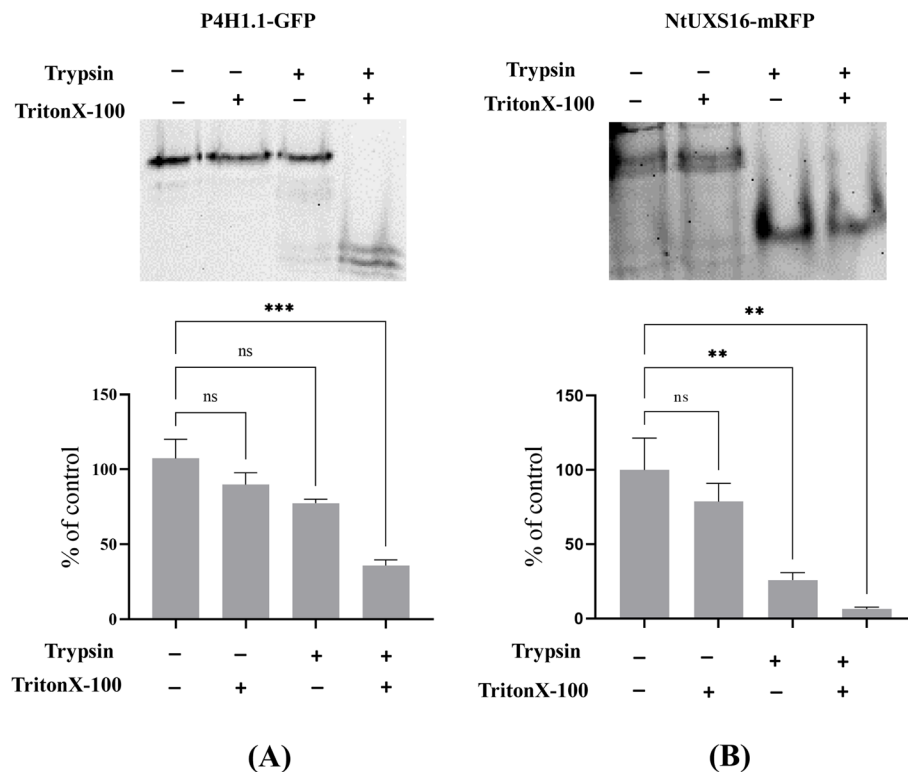 P4H1.1-GFP
Trypsin – – + +
TritonX-100 – + – +
***
ns
ns
150
100
50
0
% of control
Trypsin – – + +
TritonX-100 – + – +
(A)
NtUXS16-mRFP
Trypsin – – + +
TritonX-100 – + – +
**
**
ns
150
100
50
0
% of control
Trypsin – – + +
TritonX-100 – + – +
(B)